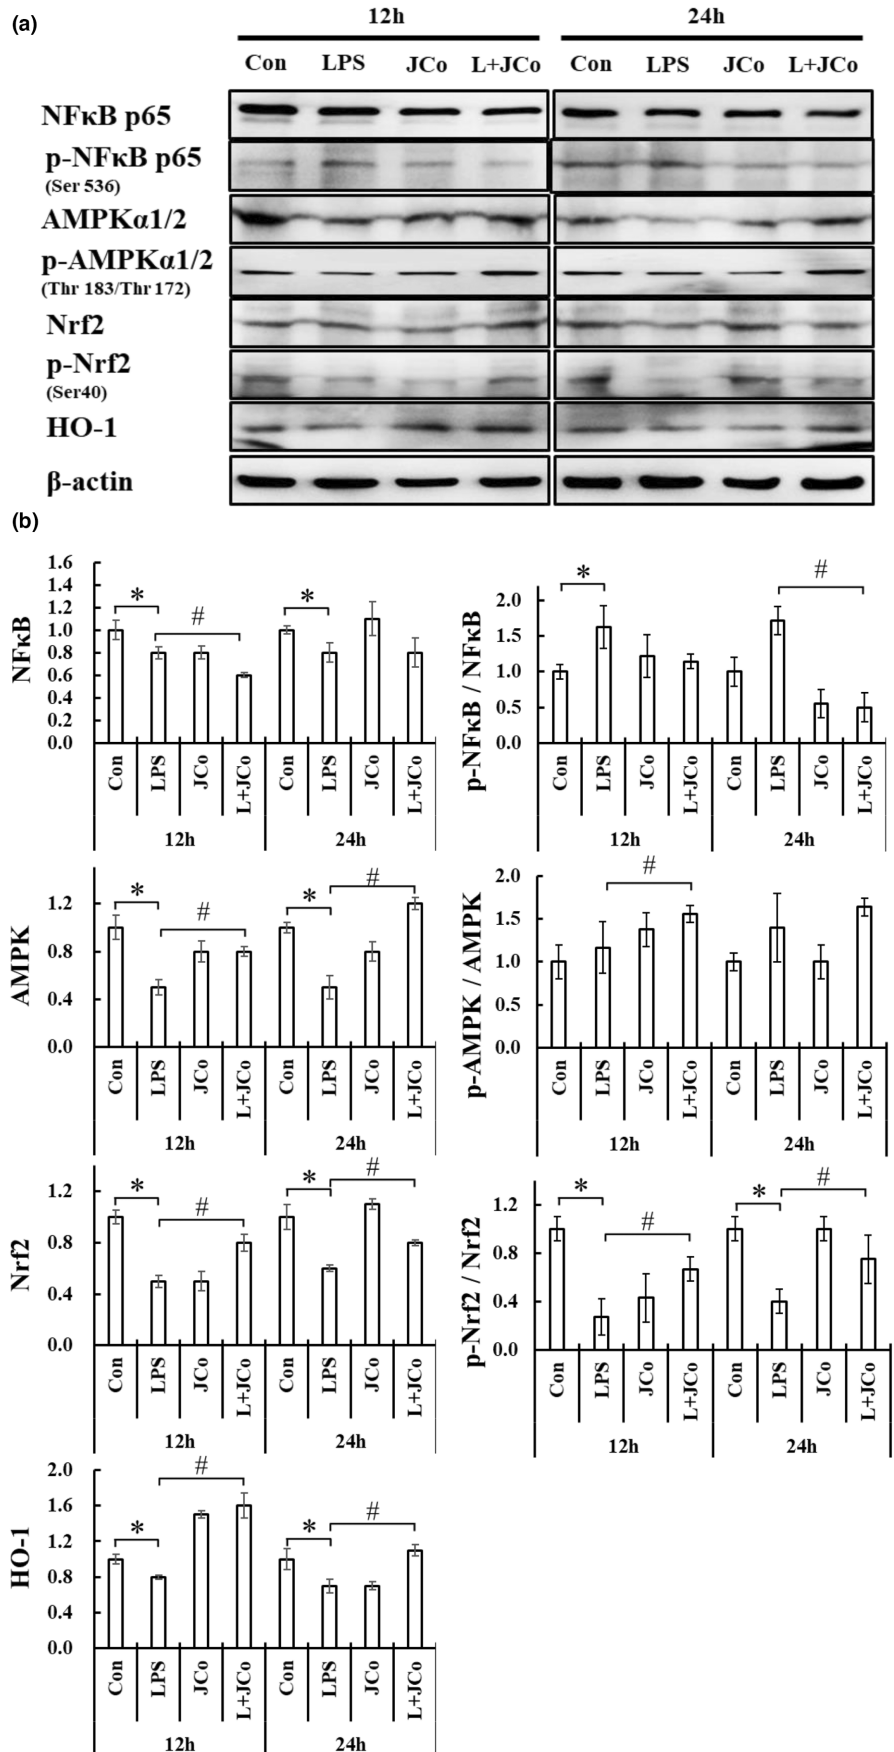 (a)
12h 24h
Con LPS JCo L+JCo Con LPS JCo L+JCo
NFκB p65
p-NFκB p65
(Ser 536)
AMPKα1/2
p-AMPKα1/2
(Thr 183/Thr 172)
Nrf2
p-Nrf2
(Ser40)
HO-1
β-actin
(b)
NFκB
1.6
1.4
1.2
1.0
0.8
0.6
0.4
0.2
0.0
* # *
Con LPS JCo L+JCo Con LPS JCo L+JCo
12h 24h
p-NFκB / NFκB
2.0
1.5
1.0
0.5
0.0
* #
Con LPS JCo L+JCo Con LPS JCo L+JCo
12h 24h
AMPK
1.2
0.8
0.4
0.0
* # * #
Con LPS JCo L+JCo Con LPS JCo L+JCo
12h 24h
p-AMPK / AMPK
2.0
1.5
1.0
0.5
0.0
#
Con LPS JCo L+JCo Con LPS JCo L+JCo
12h 24h
Nrf2
1.2
0.8
0.4
0.0
* # * #
Con LPS JCo L+JCo Con LPS JCo L+JCo
12h 24h
p-Nrf2 / Nrf2
1.2
0.8
0.4
0.0
* # * #
Con LPS JCo L+JCo Con LPS JCo L+JCo
12h 24h
HO-1
2.0
1.6
1.2
0.8
0.4
0.0
* # * #
Con LPS JCo L+JCo Con LPS JCo L+JCo
12h 24h